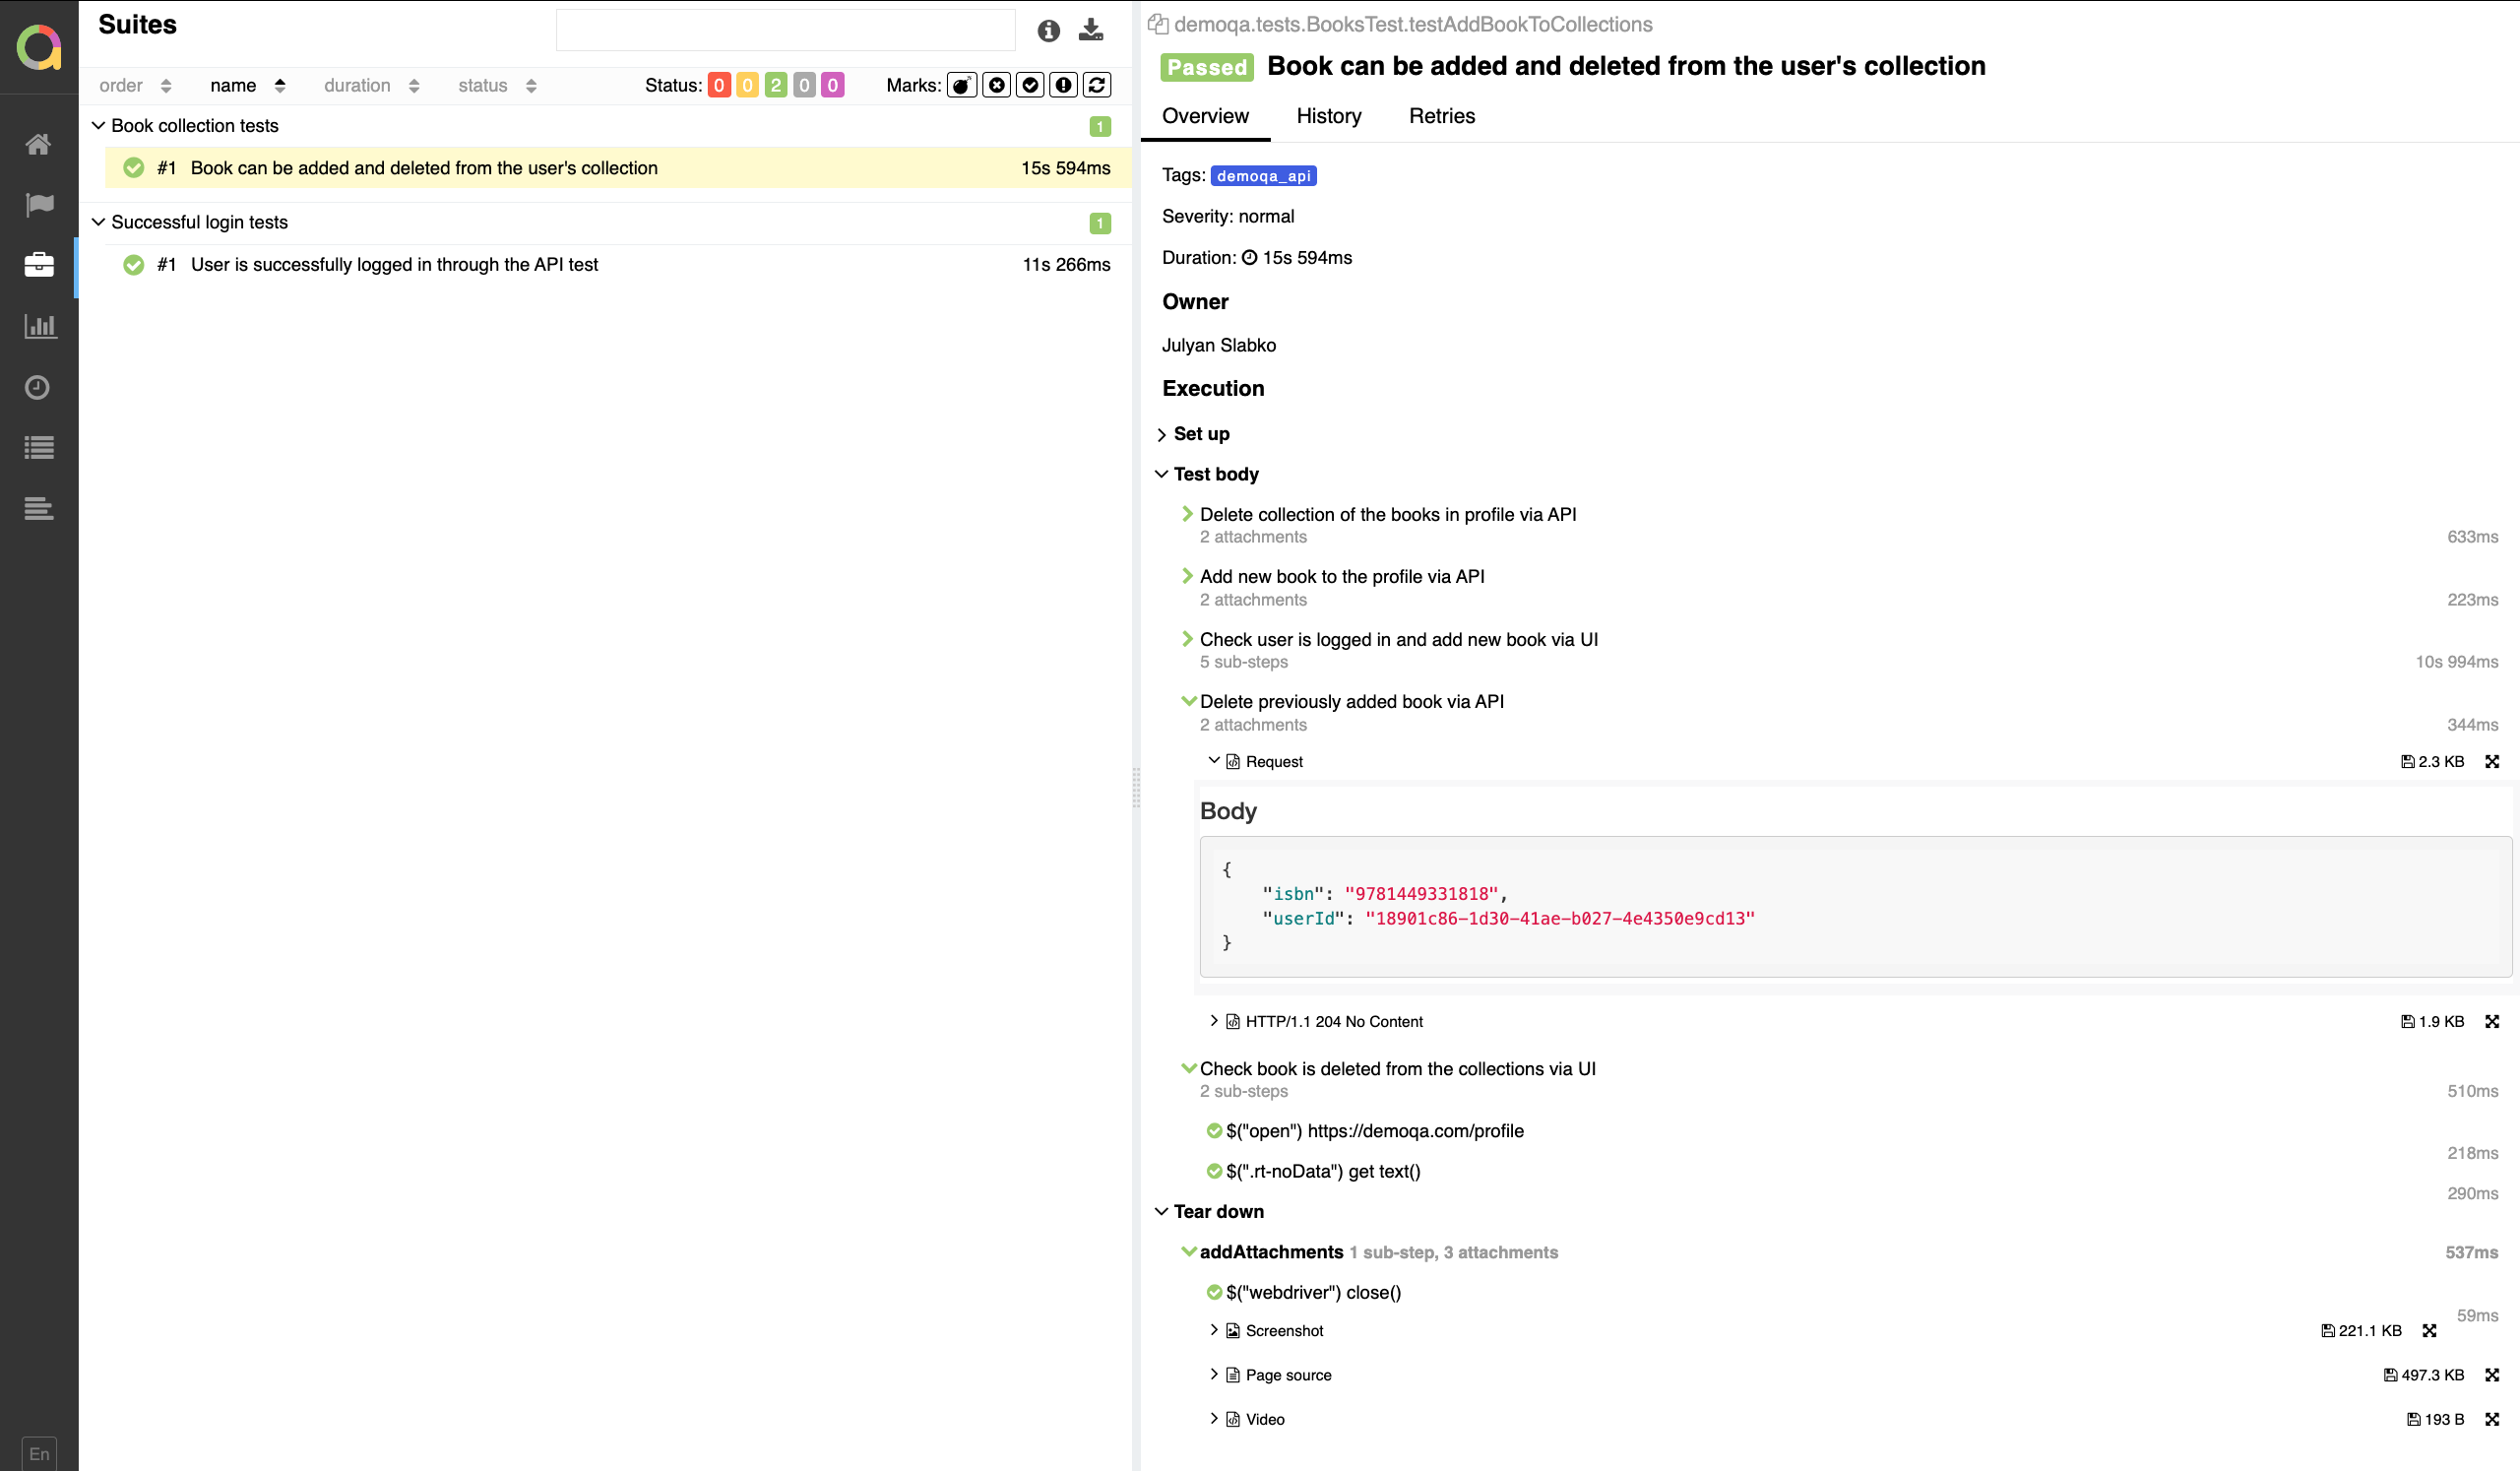 Suites
order name duration status Status: 0 0 2 0 0 Marks:
Book collection tests 1
#1 Book can be added and deleted from the user's collection 15s 594ms
Successful login tests 1
#1 User is successfully logged in through the API test 11s 266ms
En
demoqa.tests.BooksTest.testAddBookToCollections
Passed Book can be added and deleted from the user's collection
Overview History Retries
Tags: demoqa_api
Severity: normal
Duration: 15s 594ms
Owner
Julyan Slabko
Execution
Set up
Test body
Delete collection of the books in profile via API
2 attachments 633ms
Add new book to the profile via API
2 attachments 223ms
Check user is logged in and add new book via UI
5 sub-steps 10s 994ms
Delete previously added book via API
2 attachments 344ms
Request 2.3 KB
Body
{
"isbn": "9781449331818",
"userId": "18901c86-1d30-41ae-b027-4e4350e9cd13"
}
HTTP/1.1 204 No Content 1.9 KB
Check book is deleted from the collections via UI
2 sub-steps 510ms
$("open") https://demoqa.com/profile
218ms
$(".rt-noData") get text()
290ms
Tear down
addAttachments 1 sub-step, 3 attachments 537ms
$("webdriver") close()
59ms
Screenshot 221.1 KB
Page source 497.3 KB
Video 193 B